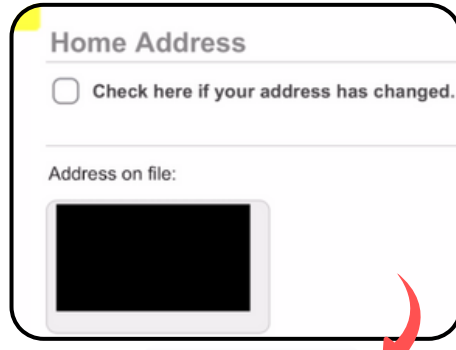 Home Address
Check here if your address has changed.
Address on file: